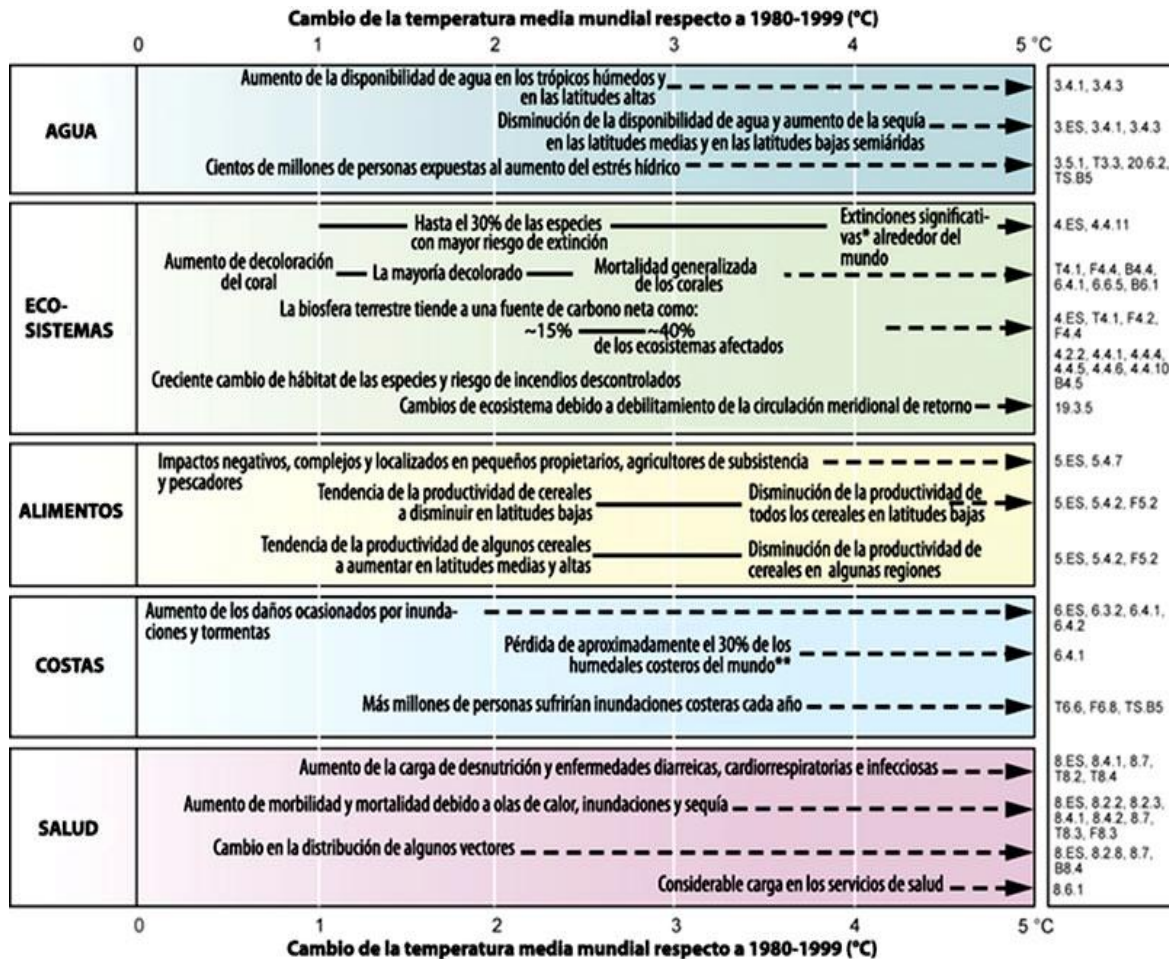 Cambio de la temperatura media mundial respecto a 1980-1999 (°C)
0 1 2 3 4 5 °C
AGUA
Aumento de la disponibilidad de agua en los trópicos húmedos y
en las latitudes altas
3.4.1, 3.4.3
Disminución de la disponibilidad de agua y aumento de la sequía
en las latitudes medias y en las latitudes bajas semiáridas
3.ES, 3.4.1, 3.4.3
Cientos de millones de personas expuestas al aumento del estrés hídrico
3.5.1, T3.3, 20.6.2,
TS.B5
ECO-
SISTEMAS
Hasta el 30% de las especies
con mayor riesgo de extinción
Extinciones significati-
vas* alrededor del
mundo
4.ES, 4.4.11
Aumento de decoloración
del coral
La mayoría decolorado
Mortalidad generalizada
de los corales
T4.1, F4.4, B4.4,
6.4.1, 6.6.5, B6.1
La biosfera terrestre tiende a una fuente de carbono neta como:
~15% ~40%
de los ecosistemas afectados
4.ES, T4.1, F4.2,
F4.4
4.2.2, 4.4.1, 4.4.4,
4.4.5, 4.4.6, 4.4.10
B4.5
Creciente cambio de hábitat de las especies y riesgo de incendios descontrolados
Cambios de ecosistema debido a debilitamiento de la circulación meridional de retorno
19.3.5
ALIMENTOS
Impactos negativos, complejos y localizados en pequeños propietarios, agricultores de subsistencia
y pescadores
5.ES, 5.4.7
Tendencia de la productividad de cereales
a disminuir en latitudes bajas
Disminución de la productividad de
todos los cereales en latitudes bajas
5.ES, 5.4.2, F5.2
Tendencia de la productividad de algunos cereales
a aumentar en latitudes medias y altas
Disminución de la productividad de
cereales en algunas regiones
5.ES, 5.4.2, F5.2
COSTAS
Aumento de los daños ocasionados por inunda-
ciones y tormentas
6.ES, 6.3.2, 6.4.1,
6.4.2
Pérdida de aproximadamente el 30% de los
humedales costeros del mundo**
6.4.1
Más millones de personas sufrirían inundaciones costeras cada año
T6.6, F6.8, TS.B5
SALUD
Aumento de la carga de desnutrición y enfermedades diarreicas, cardiorrespiratorias e infecciosas
8.ES, 8.4.1, 8.7,
T8.2, T8.4
Aumento de morbilidad y mortalidad debido a olas de calor, inundaciones y sequía
8.ES, 8.2.2, 8.2.3,
8.4.1, 8.4.2, 8.7,
T8.3, F8.3
Cambio en la distribución de algunos vectores
8.ES, 8.2.8, 8.7,
B8.4
Considerable carga en los servicios de salud
8.6.1
0 1 2 3 4 5 °C
Cambio de la temperatura media mundial respecto a 1980-1999 (°C)